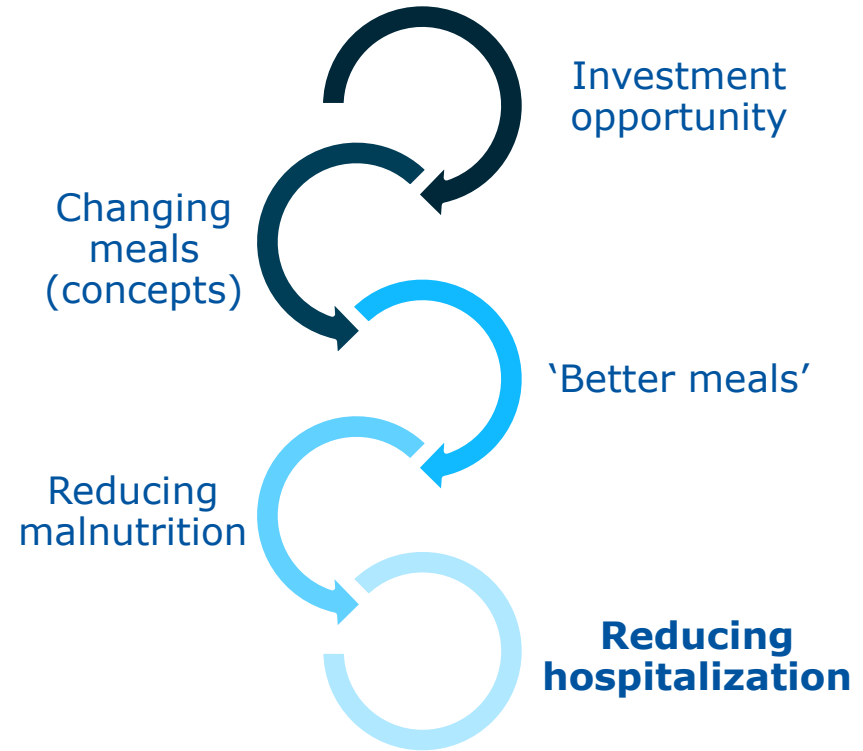 Investment
opportunity
Changing
meals
(concepts)
‘Better meals’
Reducing
malnutrition
Reducing
hospitalization